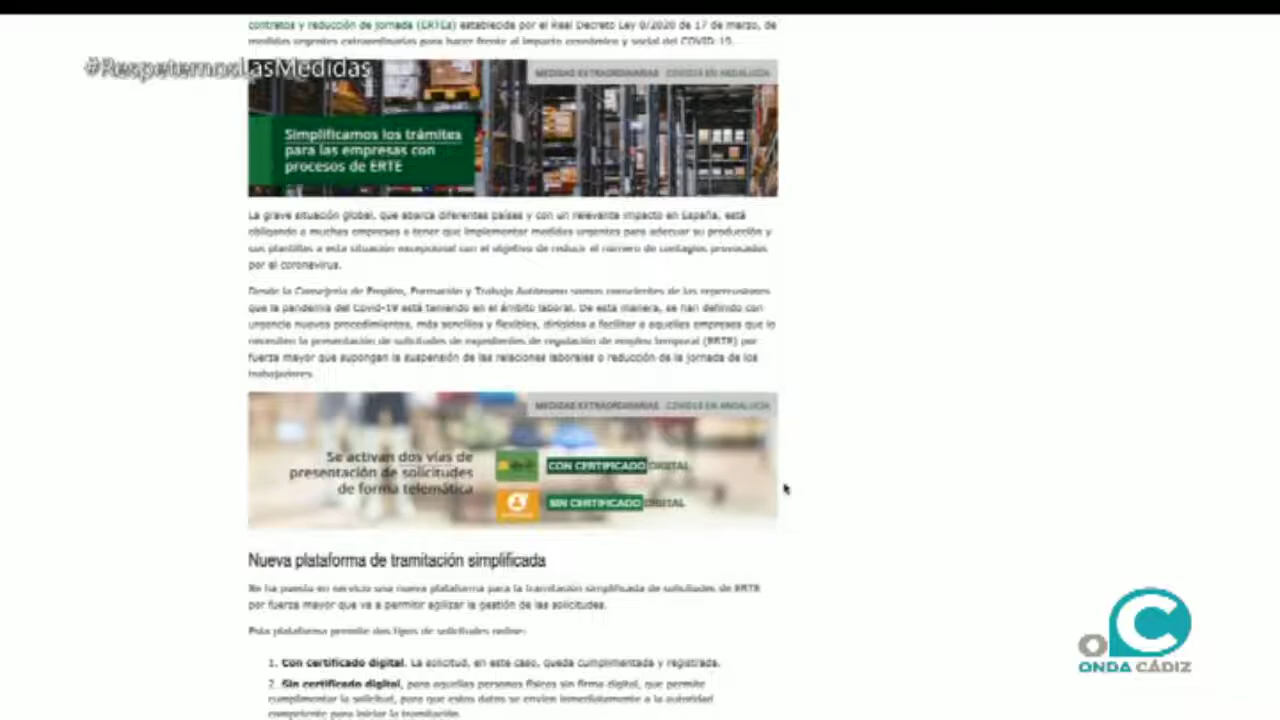 contratos y reducción de jornada (ERTEs) establecida por el Real Decreto Ley 8/2020 de 17 de marzo, de
medidas urgentes extraordinarias para hacer frente al impacto económico y social del COVID-19.
#RespetemosLasMedidas
MEDIDAS EXTRAORDINARIAS COVID19 EN ANDALUCÍA
Simplificamos los trámites
para las empresas con
procesos de ERTE
La grave situación global, que abarca diferentes países y con un relevante impacto en España, está
obligando a muchas empresas a tener que implementar medidas urgentes para adecuar su producción y
sus plantillas a esta situación excepcional con el objetivo de reducir el número de contagios provocados
por el coronavirus.
Desde la Consejería de Empleo, Formación y Trabajo Autónomo somos conscientes de las repercusiones
que la pandemia del Covid-19 está teniendo en el ámbito laboral. De esta manera, se han definido con
urgencia nuevos procedimientos, más sencillos y flexibles, dirigidos a facilitar a aquellas empresas que lo
necesiten la presentación de solicitudes de expedientes de regulación de empleo temporal (ERTE) por
fuerza mayor que supongan la suspensión de las relaciones laborales o reducción de la jornada de los
trabajadores.
MEDIDAS EXTRAORDINARIAS COVID19 EN ANDALUCÍA
Se activan dos vías de
presentación de solicitudes
de forma telemática
CON CERTIFICADO DIGITAL
SIN CERTIFICADO DIGITAL
Nueva plataforma de tramitación simplificada
Se ha puesto en servicio una nueva plataforma para la tramitación simplificada de solicitudes de ERTE
por fuerza mayor que va a permitir agilizar la gestión de las solicitudes.
Esta plataforma permite dos tipos de solicitudes online:
1. Con certificado digital. La solicitud, en este caso, queda cumplimentada y registrada.
2. Sin certificado digital, para aquellas personas físicas sin firma digital, que permite
cumplimentar la solicitud, para que estos datos se envíen inmediatamente a la autoridad
competente para iniciar la tramitación.
OC
ONDA CÁDIZ